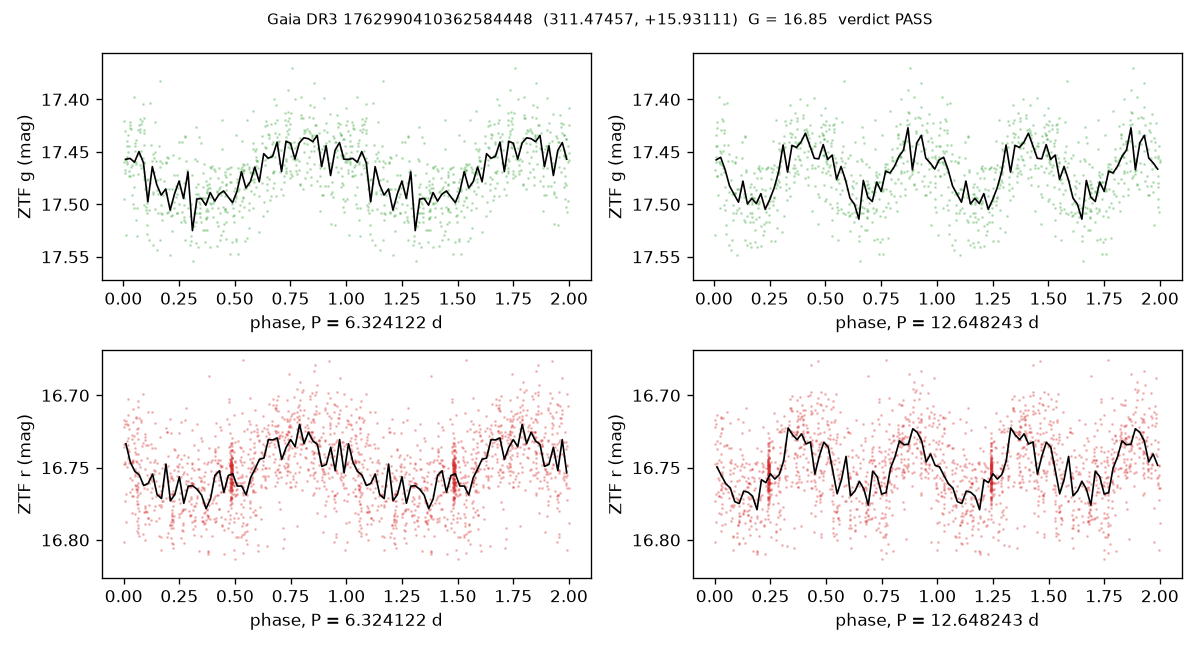 Gaia DR3 1762990410362584448  (311.47457, +15.93111)  G = 16.85  verdict PASS
ZTF g (mag)
17.40
17.45
17.50
17.55
0.00 0.25 0.50 0.75 1.00 1.25 1.50 1.75 2.00
phase, P = 6.324122 d
ZTF g (mag)
17.40
17.45
17.50
17.55
0.00 0.25 0.50 0.75 1.00 1.25 1.50 1.75 2.00
phase, P = 12.648243 d
ZTF r (mag)
16.70
16.75
16.80
0.00 0.25 0.50 0.75 1.00 1.25 1.50 1.75 2.00
phase, P = 6.324122 d
ZTF r (mag)
16.70
16.75
16.80
0.00 0.25 0.50 0.75 1.00 1.25 1.50 1.75 2.00
phase, P = 12.648243 d